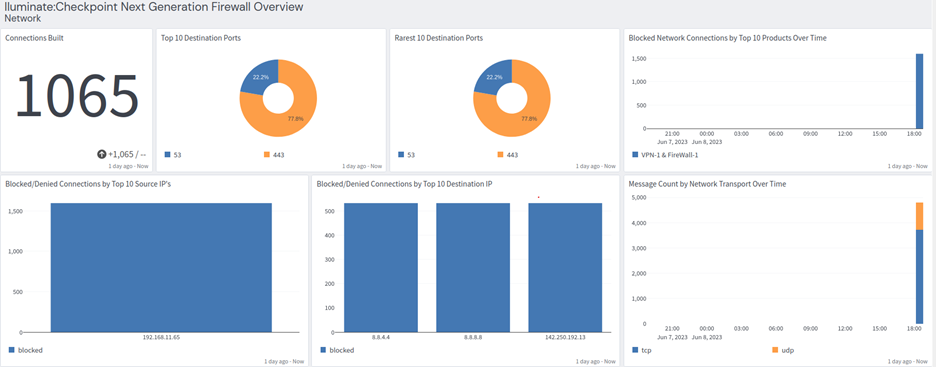 Iluminate:Checkpoint Next Generation Firewall Overview
Network
Connections Built
1065
+1,065 / --
1 day ago - Now
Top 10 Destination Ports
22.2%
77.8%
53
443
1 day ago - Now
Rarest 10 Destination Ports
22.2%
77.8%
53
443
1 day ago - Now
Blocked Network Connections by Top 10 Products Over Time
1,500
1,000
500
0
21:00 00:00 03:00 06:00 09:00 12:00 15:00 18:00
Jun 7, 2023 Jun 8, 2023
VPN-1 & FireWall-1
1 day ago - Now
Blocked/Denied Connections by Top 10 Source IP's
1,500
1,000
500
0
192.168.11.65
blocked
1 day ago - Now
Blocked/Denied Connections by Top 10 Destination IP
500
400
300
200
100
0
8.8.4.4 8.8.8.8 142.250.192.13
blocked
1 day ago - Now
Message Count by Network Transport Over Time
5,000
4,000
3,000
2,000
1,000
0
21:00 00:00 03:00 06:00 09:00 12:00 15:00 18:00
Jun 7, 2023 Jun 8, 2023
tcp
udp
1 day ago - Now